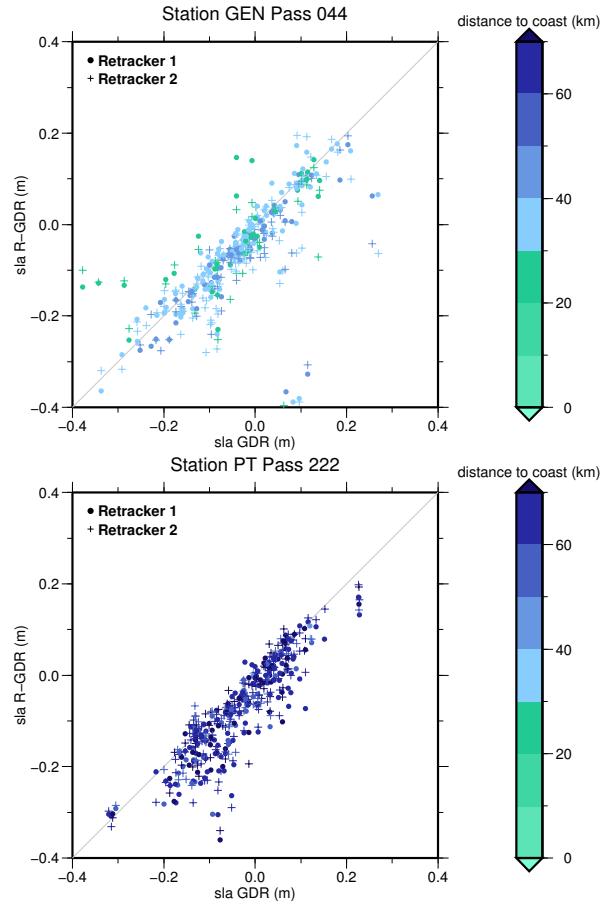 Station GEN Pass 044
distance to coast (km)
Retracker 1
Retracker 2
sla R−GDR (m)
0.4
0.2
0.0
−0.2
−0.4
−0.4 −0.2 0.0 0.2 0.4
sla GDR (m)
60
40
20
0
Station PT Pass 222
distance to coast (km)
Retracker 1
Retracker 2
sla R−GDR (m)
0.4
0.2
0.0
−0.2
−0.4
−0.4 −0.2 0.0 0.2 0.4
sla GDR (m)
60
40
20
0